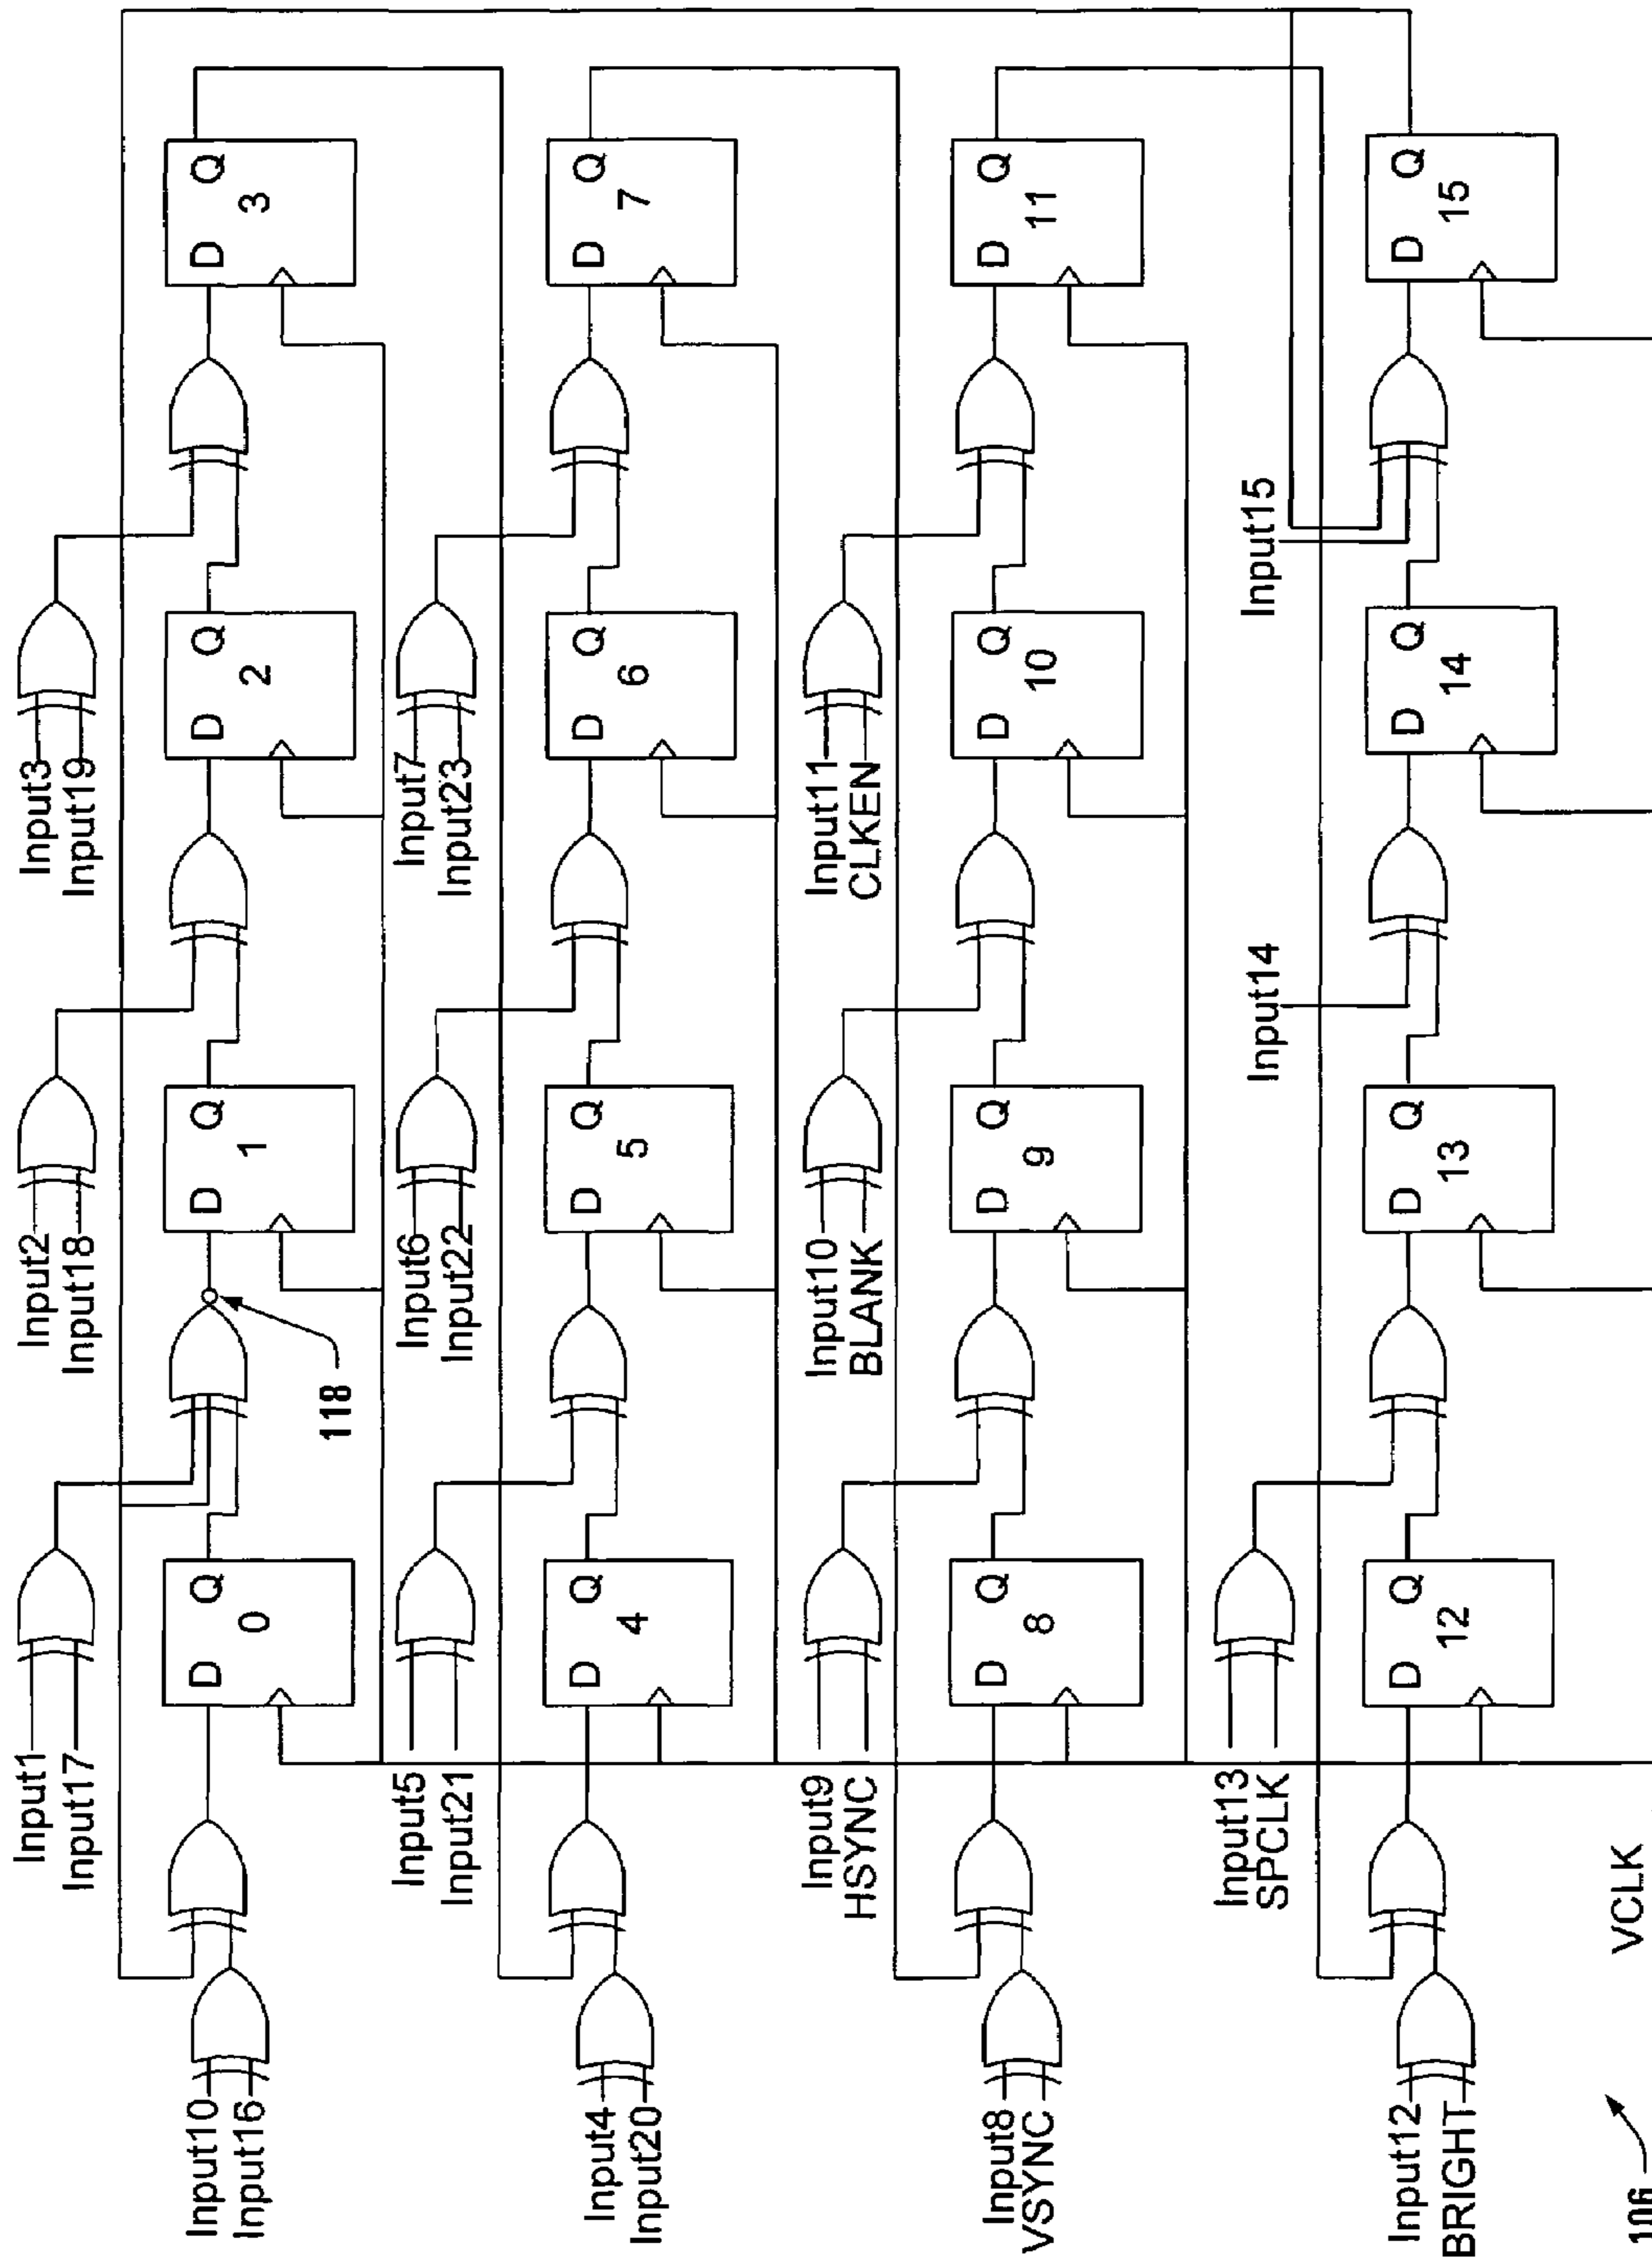 Input1
Input17
Input2
Input18
Input3
Input19
Input10
Input16
D Q
0
118
D Q
1
D Q
2
D Q
3
Input5
Input21
Input6
Input22
Input7
Input23
Input4
Input20
D Q
4
D Q
5
D Q
6
D Q
7
Input9
HSYNC
Input10
BLANK
Input11
CLKEN
Input8
VSYNC
D Q
8
D Q
9
D Q
10
D Q
11
Input13
SPCLK
Input14
Input15
Input12
BRIGHT
D Q
12
D Q
13
D Q
14
D Q
15
VCLK
106